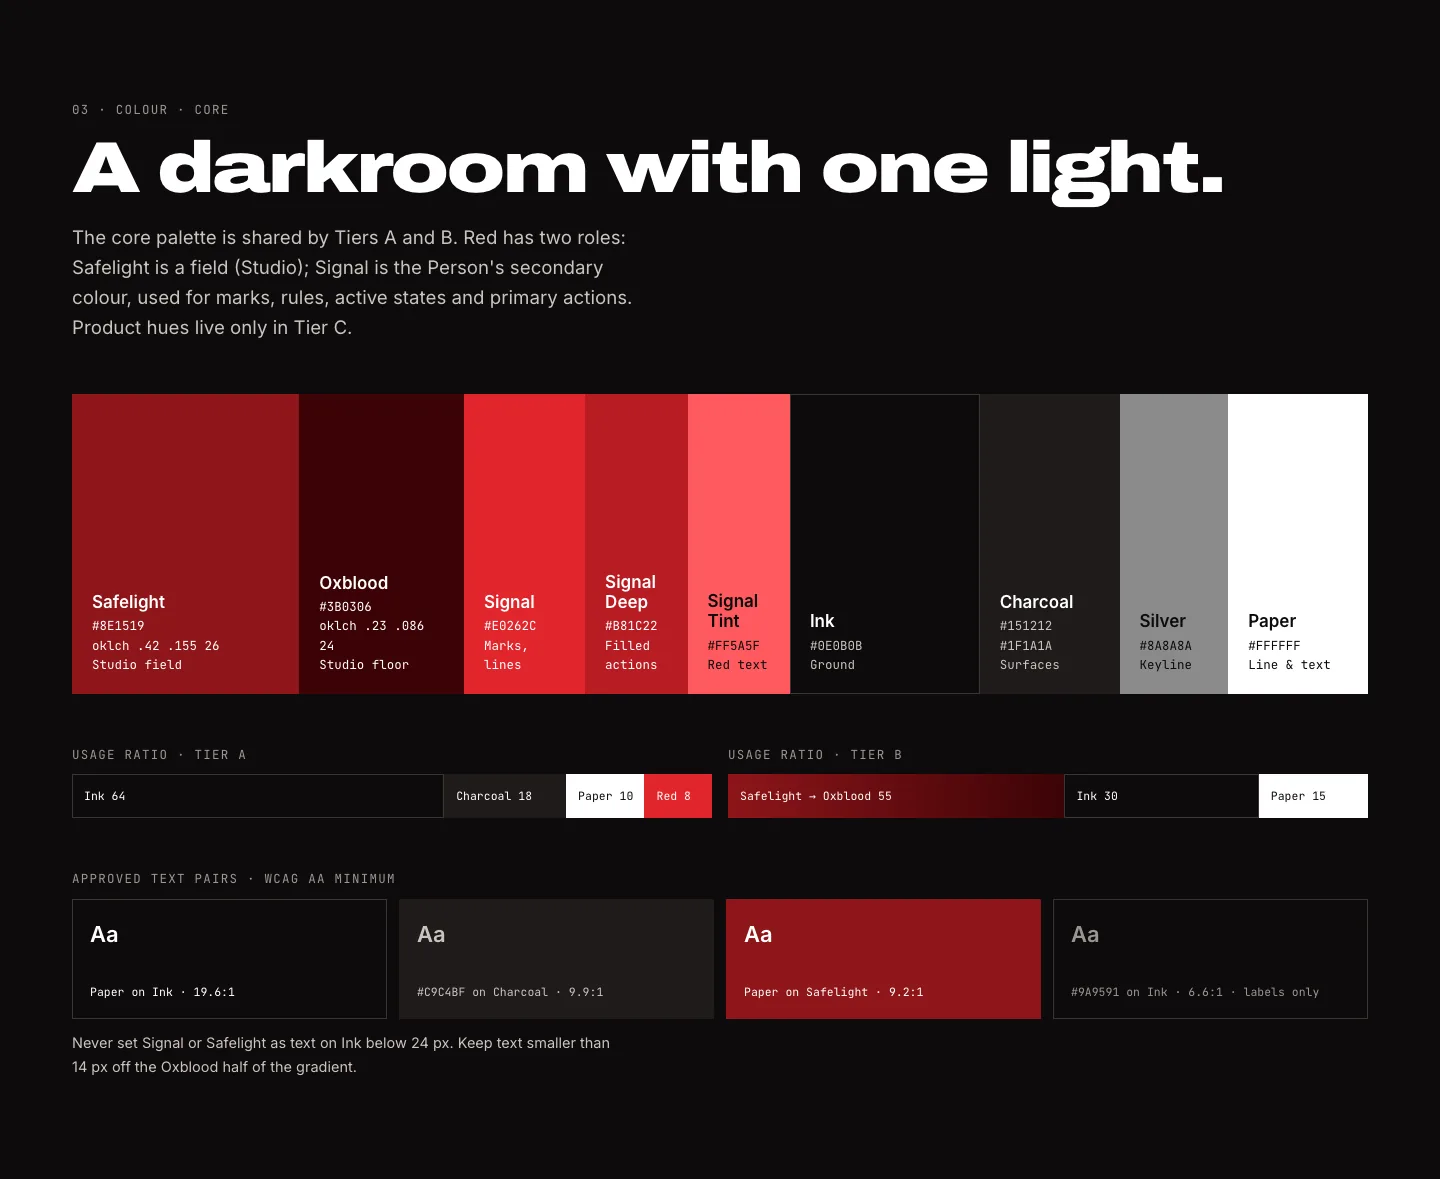 03 · COLOUR · CORE
A darkroom with one light.
The core palette is shared by Tiers A and B. Red has two roles:
Safelight is a field (Studio); Signal is the Person's secondary
colour, used for marks, rules, active states and primary actions.
Product hues live only in Tier C.
Safelight
#8E1519
oklch .42 .155 26
Studio field
Oxblood
#3B0306
oklch .23 .086
24
Studio floor
Signal
#E0262C
Marks,
lines
Signal
Deep
#B81C22
Filled
actions
Signal
Tint
#FF5A5F
Red text
Ink
#0E0B0B
Ground
Charcoal
#151212
#1F1A1A
Surfaces
Silver
#8A8A8A
Keyline
Paper
#FFFFFF
Line & text
USAGE RATIO · TIER A
Ink 64
Charcoal 18
Paper 10
Red 8
USAGE RATIO · TIER B
Safelight → Oxblood 55
Ink 30
Paper 15
APPROVED TEXT PAIRS · WCAG AA MINIMUM
Aa
Paper on Ink · 19.6:1
Aa
#C9C4BF on Charcoal · 9.9:1
Aa
Paper on Safelight · 9.2:1
Aa
#9A9591 on Ink · 6.6:1 · labels only
Never set Signal or Safelight as text on Ink below 24 px. Keep text smaller than
14 px off the Oxblood half of the gradient.